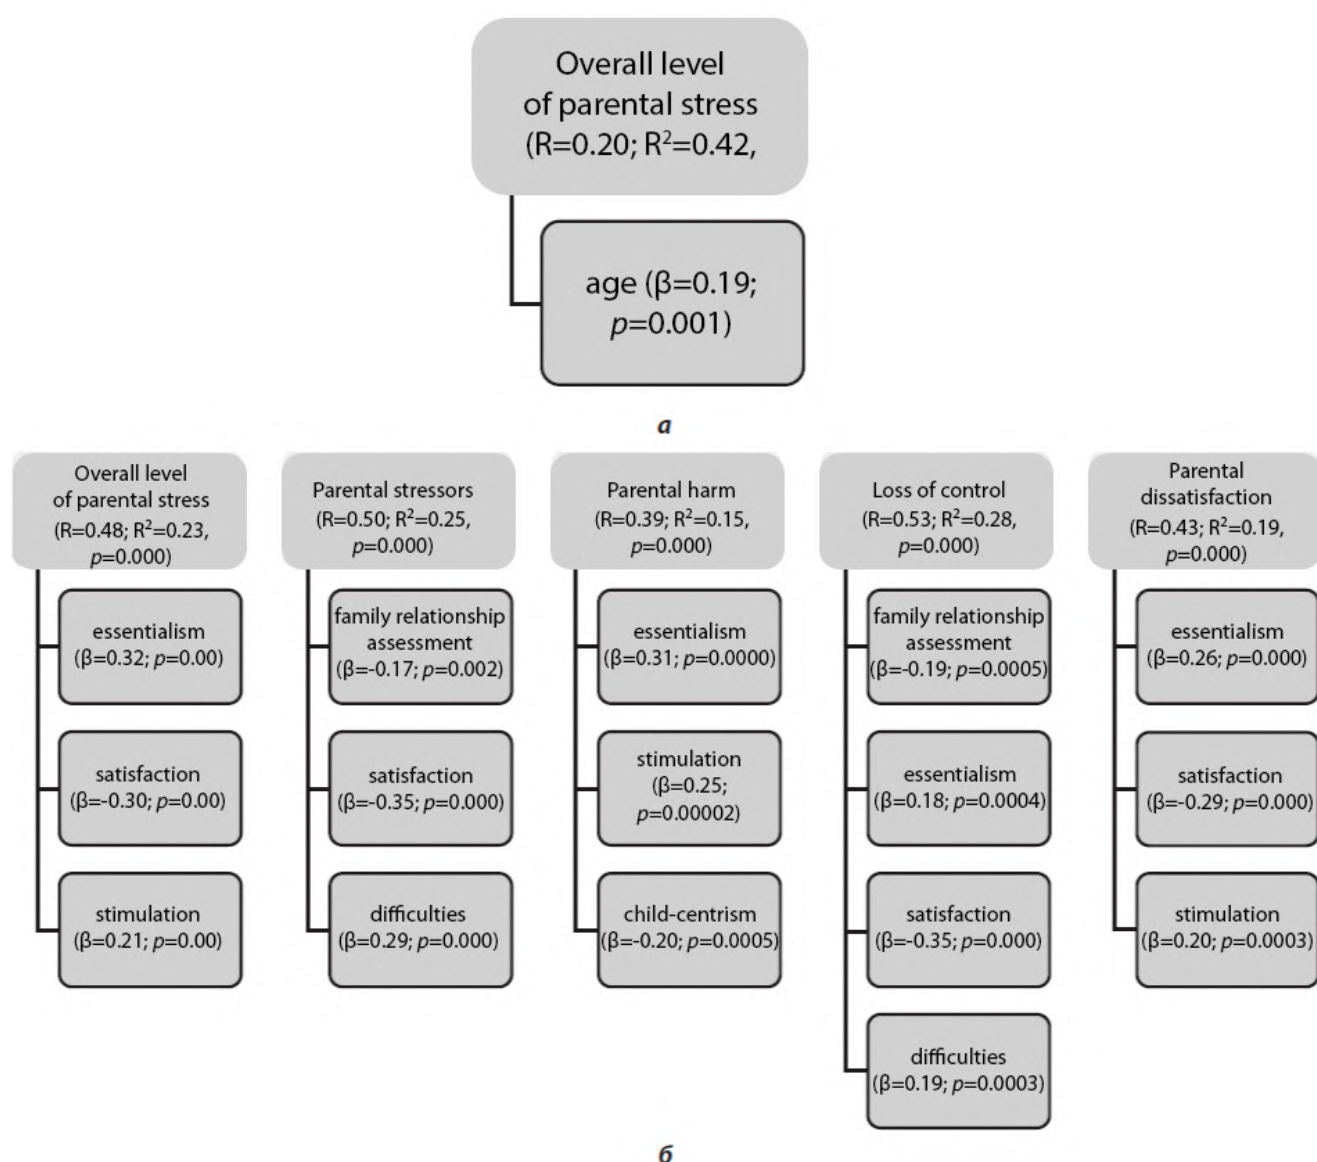 Overall level
of parental stress
(R=0.20; R²=0.42,
age (β=0.19;
p=0.001)
а
Overall level
of parental stress
(R=0.48; R²=0.23,
p=0.000)
essentialism
(β=0.32; p=0.00)
satisfaction
(β=-0.30; p=0.00)
stimulation
(β=0.21; p=0.00)
Parental stressors
(R=0.50; R²=0.25,
p=0.000)
family relationship
assessment
(β=-0.17; p=0.002)
satisfaction
(β=-0.35; p=0.000)
difficulties
(β=0.29; p=0.000)
Parental harm
(R=0.39; R²=0.15,
p=0.000)
essentialism
(β=0.31; p=0.0000)
stimulation
(β=0.25;
p=0.00002)
child-centrism
(β=-0.20; p=0.0005)
Loss of control
(R=0.53; R²=0.28,
p=0.000)
family relationship
assessment
(β=-0.19; p=0.0005)
essentialism
(β=0.18; p=0.0004)
satisfaction
(β=-0.35; p=0.000)
difficulties
(β=0.19; p=0.0003)
Parental
dissatisfaction
(R=0.43; R²=0.19,
p=0.000)
essentialism
(β=0.26; p=0.000)
satisfaction
(β=-0.29; p=0.000)
stimulation
(β=0.20; p=0.0003)
б